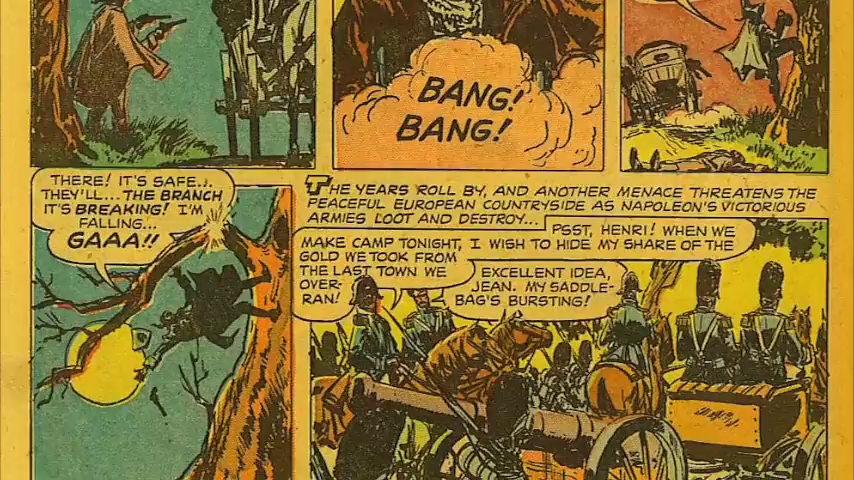 BANG!
BANG!
THERE! IT'S SAFE...
THEY'LL... THE BRANCH
IT'S BREAKING! I'M
FALLING...
GAAA!!
THE YEARS ROLL BY, AND ANOTHER MENACE THREATENS THE
PEACEFUL EUROPEAN COUNTRYSIDE AS NAPOLEON'S VICTORIOUS
ARMIES LOOT AND DESTROY...
PSST, HENRI! WHEN WE
MAKE CAMP TONIGHT, I WISH TO HIDE MY SHARE OF THE
GOLD WE TOOK FROM
THE LAST TOWN WE
OVER-
RAN!
EXCELLENT IDEA,
JEAN. MY SADDLE-
BAG'S BURSTING!